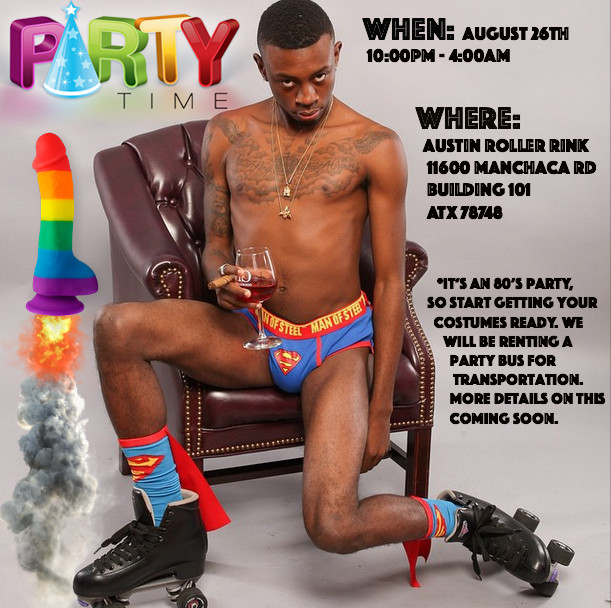 PARTY
TIME
WHEN: AUGUST 26TH
10:00PM - 4:00AM
WHERE:
AUSTIN ROLLER RINK
11600 MANCHACA RD
BUILDING 101
ATX 78748
*IT'S AN 80'S PARTY,
SO START GETTING YOUR
COSTUMES READY. WE
WILL BE RENTING A
PARTY BUS FOR
TRANSPORTATION.
MORE DETAILS ON THIS
COMING SOON.
MAN OF STEEL MAN OF STEEL